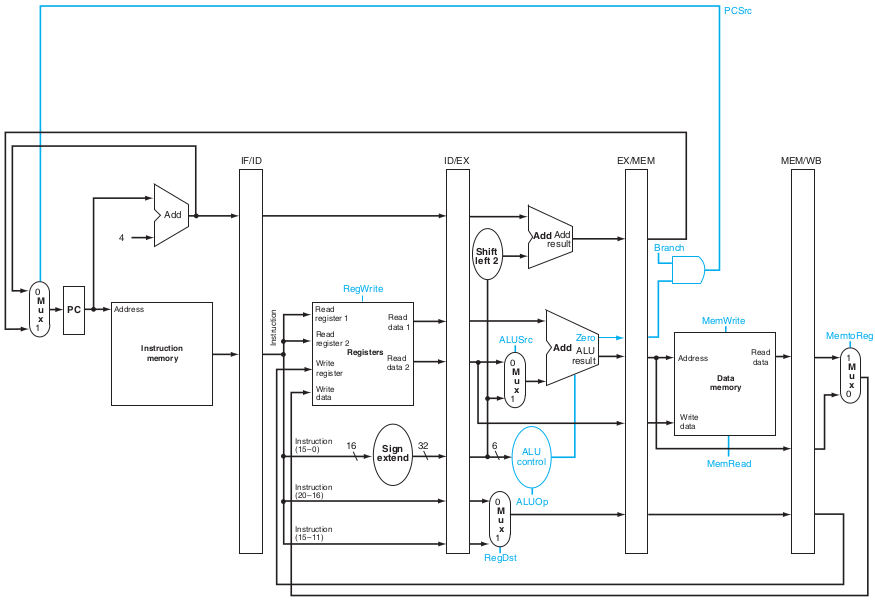 PCSrc
IF/ID
ID/EX
EX/MEM
MEM/WB
Add
4
Add
Add
result
Shift
left 2
Branch
0
M
u
x
1
PC
Address
Instruction
memory
Instruction
RegWrite
Read
register 1
Read
register 2
Write
register
Write
data
Registers
Read
data 1
Read
data 2
ALUSrc
0
M
u
x
1
Add
Zero
ALU
result
MemWrite
Address
Read
data
Data
memory
Write
data
MemRead
MemtoReg
1
M
u
x
0
Instruction
(15–0)
16
Sign
extend
32
6
ALU
control
ALUOp
Instruction
(20–16)
Instruction
(15–11)
0
M
u
x
1
RegDst